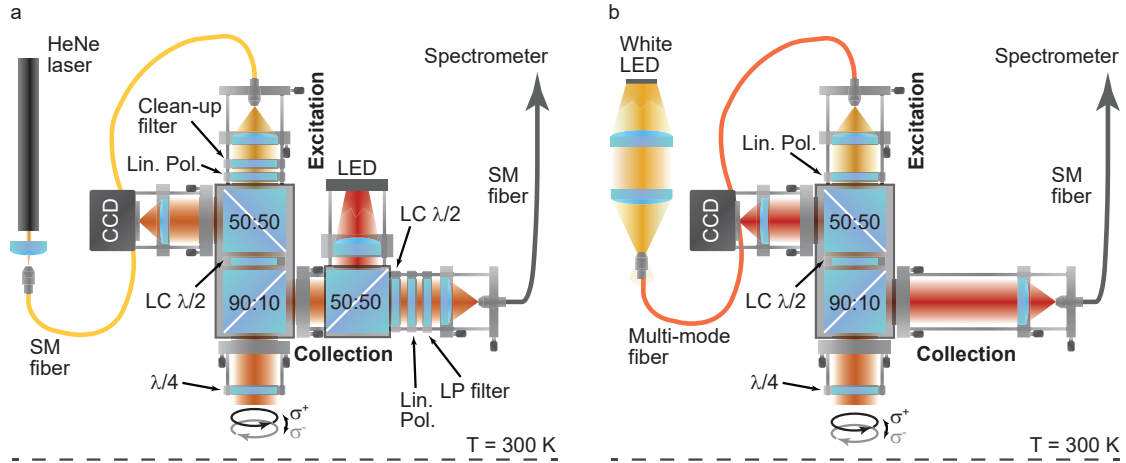 a
HeNe
laser
Clean-up
filter
Lin. Pol.
Excitation
Spectrometer
LED
CCD
50:50
LC λ/2
SM
fiber
LC λ/2
90:10
50:50
SM
fiber
Collection
LP filter
Lin.
Pol.
λ/4
σ⁺
σ⁻
T = 300 K
b
White
LED
Excitation
Spectrometer
Lin. Pol.
CCD
50:50
SM
fiber
LC λ/2
90:10
Multi-mode
fiber
Collection
λ/4
σ⁺
σ⁻
T = 300 K